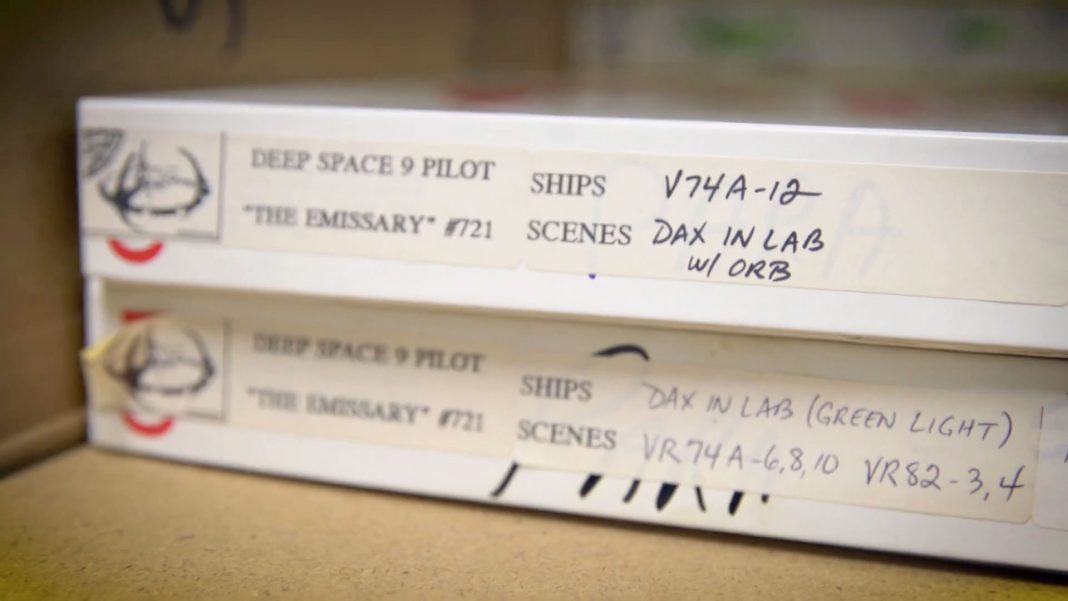 DEEP SPACE 9 PILOT
"THE EMISSARY" #721
SHIPS V74A-12
SCENES DAX IN LAB
W/ ORB
DEEP SPACE 9 PILOT
"THE EMISSARY" #721
SHIPS DAX IN LAB (GREEN LIGHT)
SCENES VR74A-6,8,10 VR82-3,4